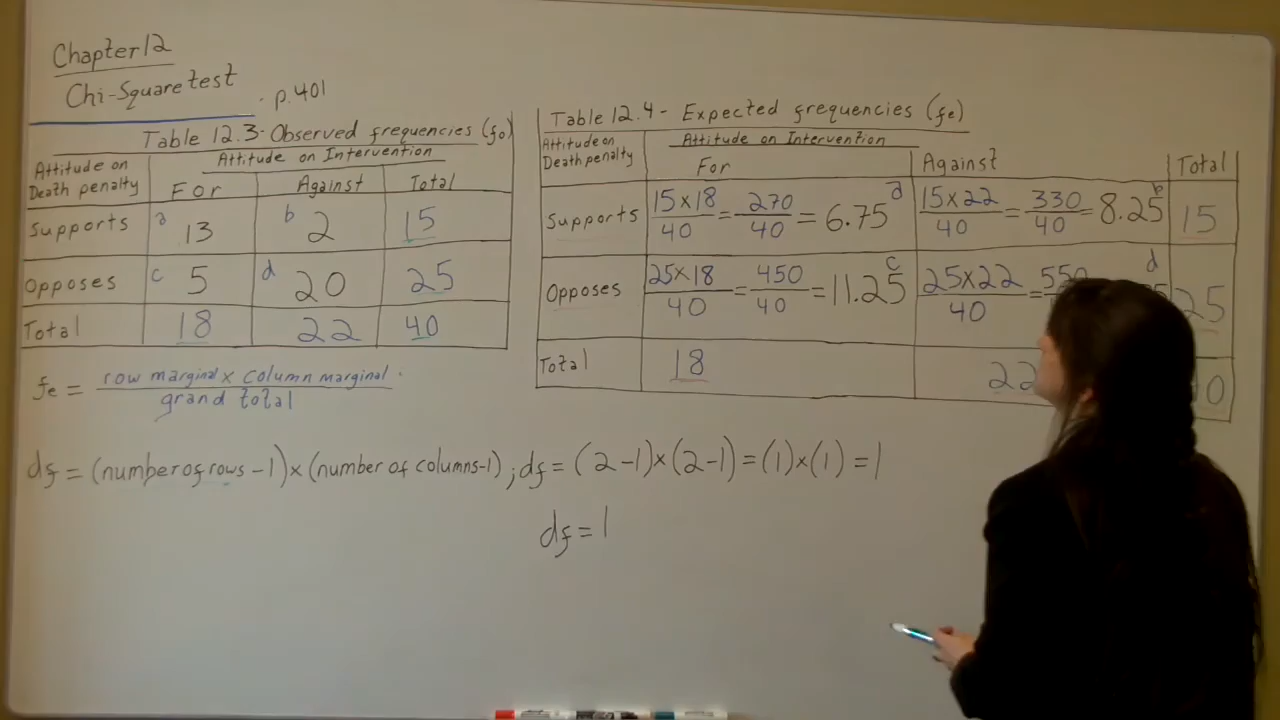 Chapter 12
Chi-Square test
p.401
Table 12.3-Observed frequencies (fo)
Attitude on Death penalty
Attitude on Intervention
For Against Total
Supports a 13 b 2 15
Opposes c 5 d 20 25
Total 18 22 40
fe = row marginal x column marginal / grand total
Table 12.4- Expected frequencies (fe)
Attitude on Death penalty
Attitude on Intervention
For Against Total
Supports 15x18/40 = 270/40 = 6.75 a 15x22/40 = 330/40 = 8.25 b 15
Opposes 25x18/40 = 450/40 = 11.25 c 25x22/40 = d 25
Total 18 22
df = (number of rows -1)x(number of columns-1); df = (2-1)x(2-1)=(1)x(1)=1
df = 1